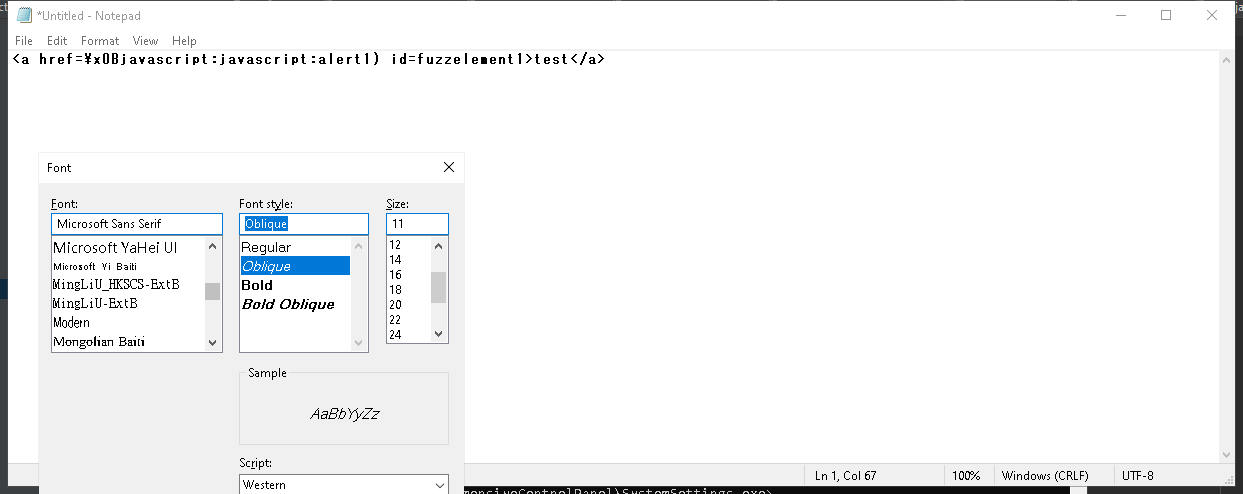 *Untitled - Notepad
File Edit Format View Help
<a href=¥x0Bjavascript:javascript:alert1) id=fuzzelement1>test</a>
Font
Font: Font style: Size:
Microsoft Sans Serif Oblique 11
Microsoft YaHei UI Regular 12
Microsoft Yi Baiti Oblique 14
MingLiU_HKSCS-ExtB Bold 16
MingLiU-ExtB Bold Oblique 18
Modern 20
Mongolian Baiti 22
24
Sample
AaBbYyZz
Script:
Western
Ln 1, Col 67 100% Windows (CRLF) UTF-8
ControlPanel\SystemSettings.exe>